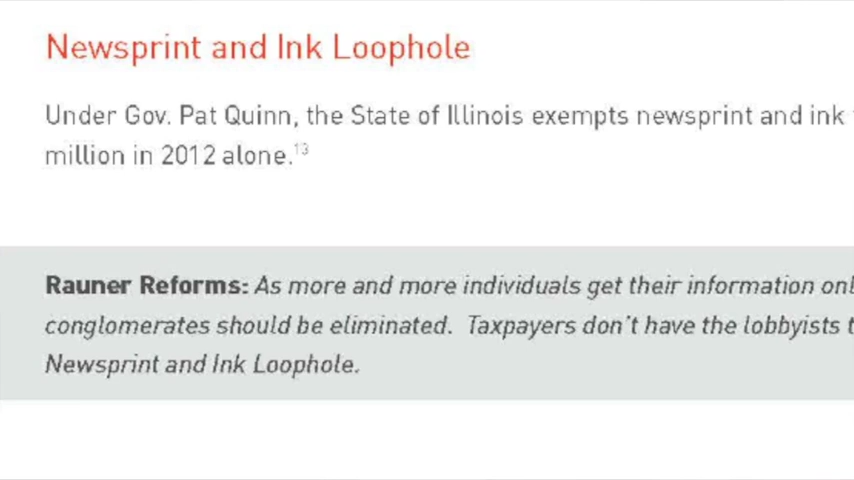 Newsprint and Ink Loophole
Under Gov. Pat Quinn, the State of Illinois exempts newsprint and ink
million in 2012 alone.13
Rauner Reforms: As more and more individuals get their information
conglomerates should be eliminated. Taxpayers don't have the lobbyists
Newsprint and Ink Loophole.